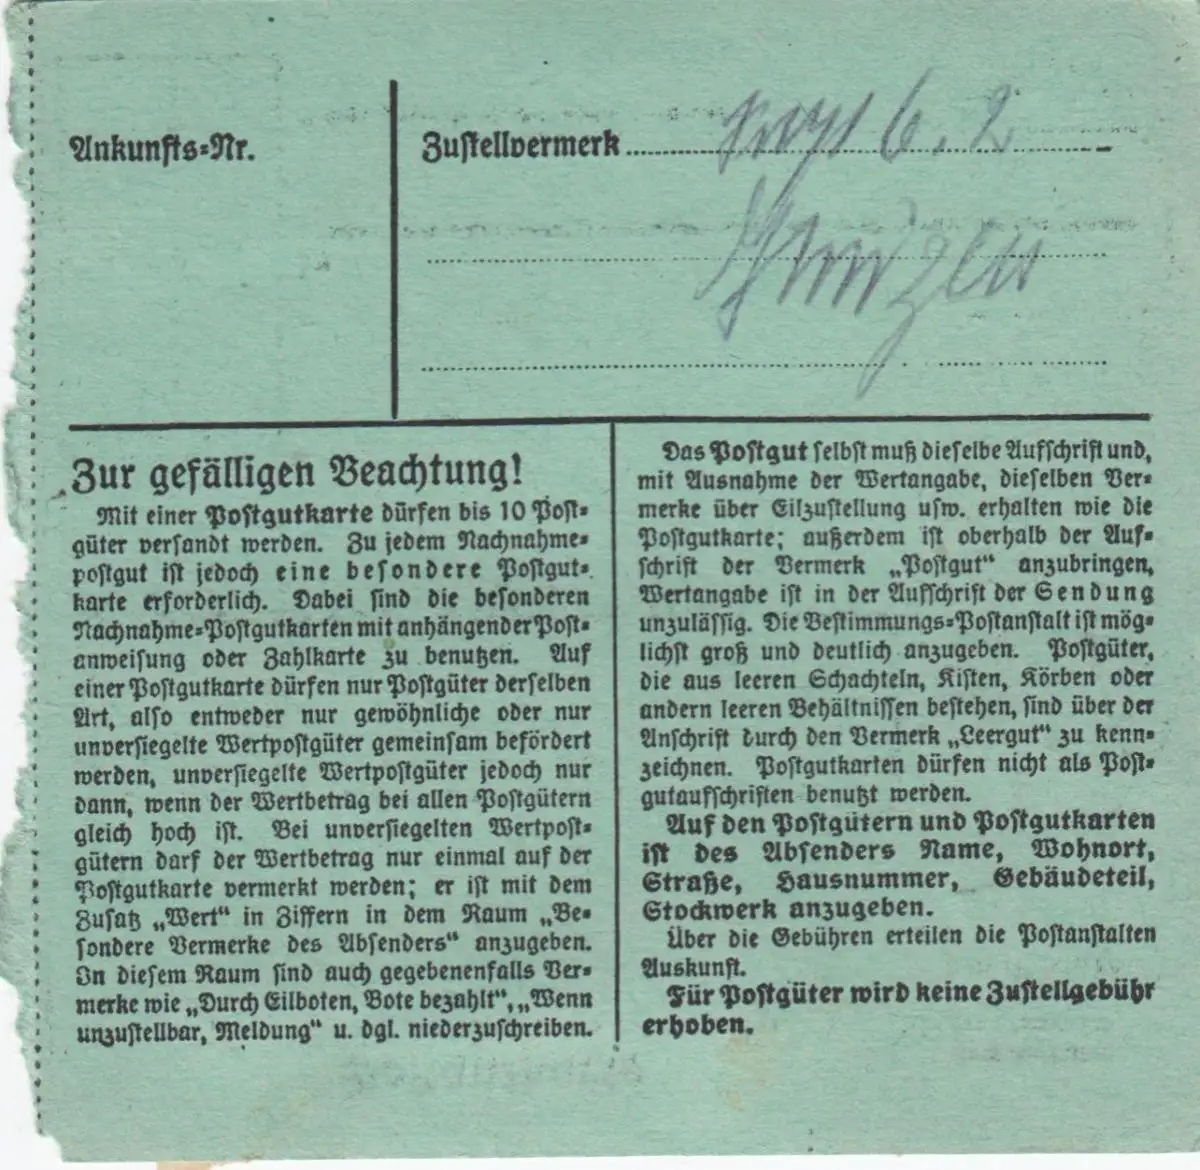 Ankunfts-Nr.
Zustellvermerk
6. 2
Zur gefälligen Beachtung!
Mit einer Postgutkarte dürfen bis 10 Post-
güter versandt werden. Zu jedem Nachnahme-
postgut ist jedoch eine besondere Postgut-
karte erforderlich. Dabei sind die besonderen
Nachnahme-Postgutkarten mit anhängender Post-
anweisung oder Zahlkarte zu benutzen. Auf
einer Postgutkarte dürfen nur Postgüter derselben
Art, also entweder nur gewöhnliche oder nur
unversiegelte Wertpostgüter gemeinsam befördert
werden, unversiegelte Wertpostgüter jedoch nur
dann, wenn der Wertbetrag bei allen Postgütern
gleich hoch ist. Bei unversiegelten Wertpost-
gütern darf der Wertbetrag nur einmal auf der
Postgutkarte vermerkt werden; er ist mit dem
Zusatz „Wert“ in Ziffern in dem Raum „Be-
sondere Vermerke des Absenders“ anzugeben.
In diesem Raum sind auch gegebenenfalls Ver-
merke wie „Durch Eilboten, Bote bezahlt“, „Wenn
unzustellbar, Meldung“ u. dgl. niederzuschreiben.
Das Postgut selbst muß dieselbe Aufschrift und,
mit Ausnahme der Wertangabe, dieselben Ver-
merke über Eilzustellung usw. erhalten wie die
Postgutkarte; außerdem ist oberhalb der Auf-
schrift der Vermerk „Postgut“ anzubringen,
Wertangabe ist in der Aufschrift der Sendung
unzulässig. Die Bestimmungs-Postanstalt ist mög-
lichst groß und deutlich anzugeben. Postgüter,
die aus leeren Schachteln, Kisten, Körben oder
andern leeren Behältnissen bestehen, sind über der
Anschrift durch den Vermerk „Leergut“ zu kenn-
zeichnen. Postgutkarten dürfen nicht als Post-
gutaufschriften benutzt werden.
Auf den Postgütern und Postgutkarten
ist des Absenders Name, Wohnort,
Straße, Hausnummer, Gebäudeteil,
Stockwerk anzugeben.
Über die Gebühren erteilen die Postanstalten
Auskunft.
Für Postgüter wird keine Zustellgebühr
erhoben.